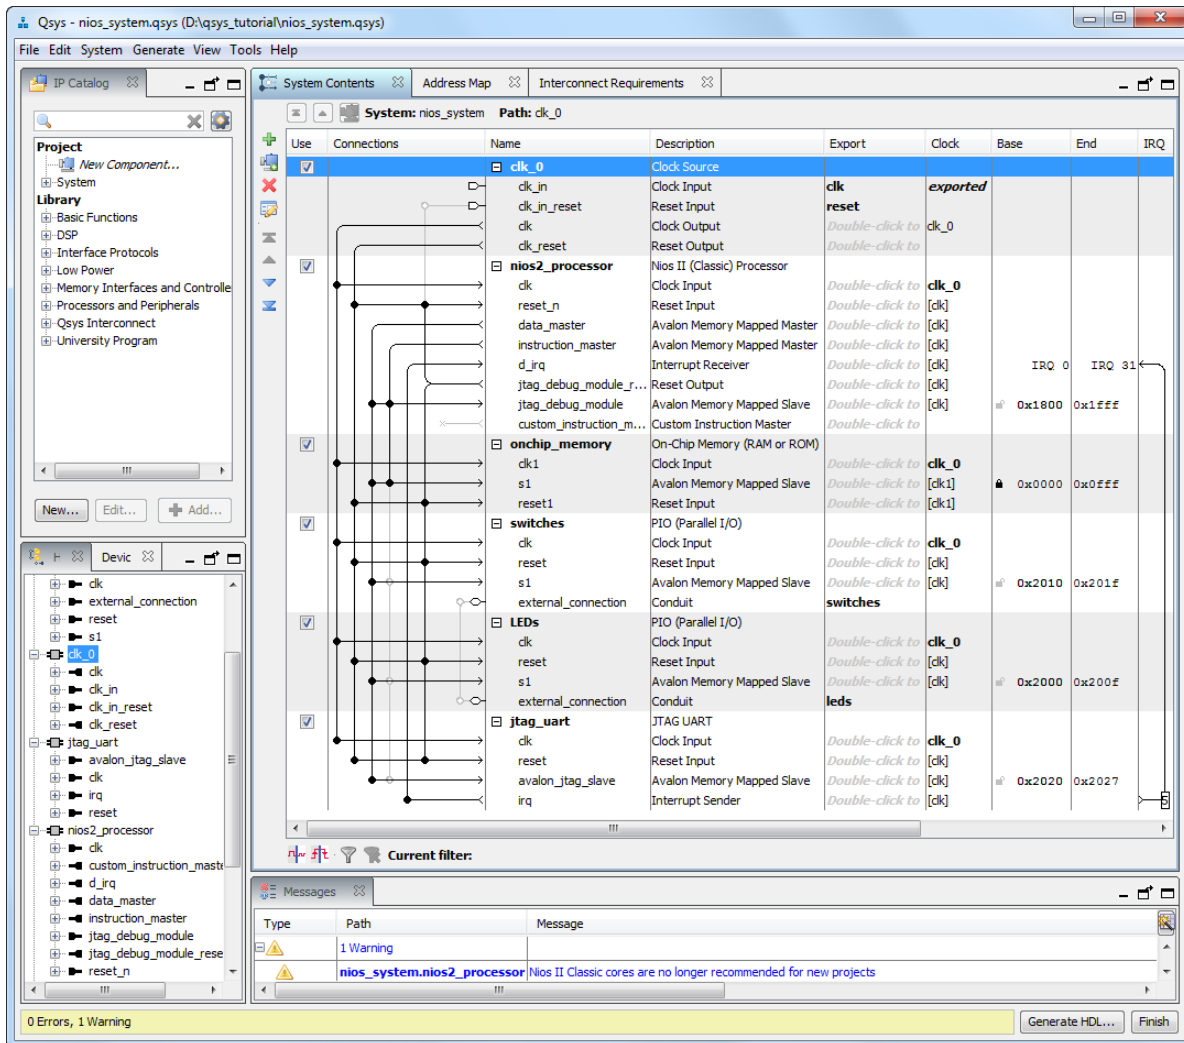 Qsys - nios_system.qsys (D:\qsys_tutorial\nios_system.qsys)
File Edit System Generate View Tools Help
IP Catalog
Project
New Component...
System
Library
Basic Functions
DSP
Interface Protocols
Low Power
Memory Interfaces and Controlle
Processors and Peripherals
Qsys Interconnect
University Program
New... Edit... Add...
Devic
clk
external_connection
reset
s1
clk_0
clk
clk_in
clk_in_reset
clk_reset
jtag_uart
avalon_jtag_slave
clk
irq
reset
nios2_processor
clk
custom_instruction_maste
d_irq
data_master
instruction_master
jtag_debug_module
jtag_debug_module_rese
reset_n
System Contents Address Map Interconnect Requirements
System: nios_system Path: clk_0
Use Connections Name Description Export Clock Base End IRQ
clk_0 Clock Source
clk_in Clock Input clk exported
clk_in_reset Reset Input reset
clk Clock Output Double-click to clk_0
clk_reset Reset Output Double-click to
nios2_processor Nios II (Classic) Processor
clk Clock Input Double-click to clk_0
reset_n Reset Input Double-click to [clk]
data_master Avalon Memory Mapped Master Double-click to [clk]
instruction_master Avalon Memory Mapped Master Double-click to [clk]
d_irq Interrupt Receiver Double-click to [clk] IRQ 0 IRQ 31
jtag_debug_module_r... Reset Output Double-click to [clk]
jtag_debug_module Avalon Memory Mapped Slave Double-click to [clk] 0x1800 0x1fff
custom_instruction_m... Custom Instruction Master Double-click to
onchip_memory On-Chip Memory (RAM or ROM)
clk1 Clock Input Double-click to clk_0
s1 Avalon Memory Mapped Slave Double-click to [clk1] 0x0000 0x0fff
reset1 Reset Input Double-click to [clk1]
switches PIO (Parallel I/O)
clk Clock Input Double-click to clk_0
reset Reset Input Double-click to [clk]
s1 Avalon Memory Mapped Slave Double-click to [clk] 0x2010 0x201f
external_connection Conduit switches
LEDs PIO (Parallel I/O)
clk Clock Input Double-click to clk_0
reset Reset Input Double-click to [clk]
s1 Avalon Memory Mapped Slave Double-click to [clk] 0x2000 0x200f
external_connection Conduit leds
jtag_uart JTAG UART
clk Clock Input Double-click to clk_0
reset Reset Input Double-click to [clk]
avalon_jtag_slave Avalon Memory Mapped Slave Double-click to [clk] 0x2020 0x2027
irq Interrupt Sender Double-click to [clk] 5
Current filter:
Messages
Type Path Message
1 Warning
nios_system.nios2_processor Nios II Classic cores are no longer recommended for new projects
0 Errors, 1 Warning
Generate HDL... Finish